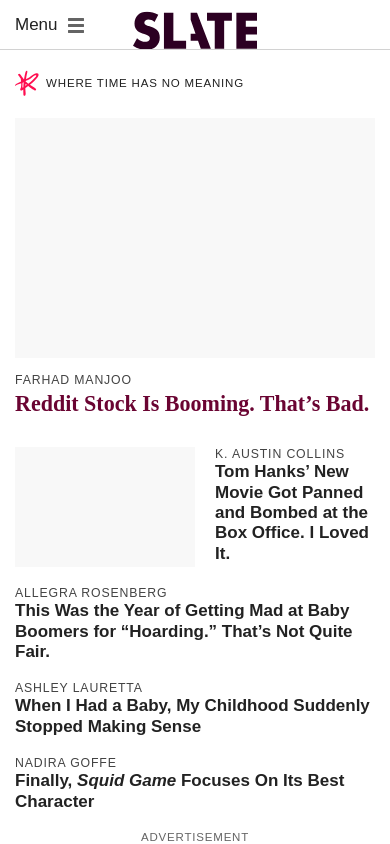 Menu
SLATE
WHERE TIME HAS NO MEANING
FARHAD MANJOO
Reddit Stock Is Booming. That’s Bad.
K. AUSTIN COLLINS
Tom Hanks’ New
Movie Got Panned
and Bombed at the
Box Office. I Loved
It.
ALLEGRA ROSENBERG
This Was the Year of Getting Mad at Baby
Boomers for “Hoarding.” That’s Not Quite
Fair.
ASHLEY LAURETTA
When I Had a Baby, My Childhood Suddenly
Stopped Making Sense
NADIRA GOFFE
Finally, Squid Game Focuses On Its Best
Character
ADVERTISEMENT